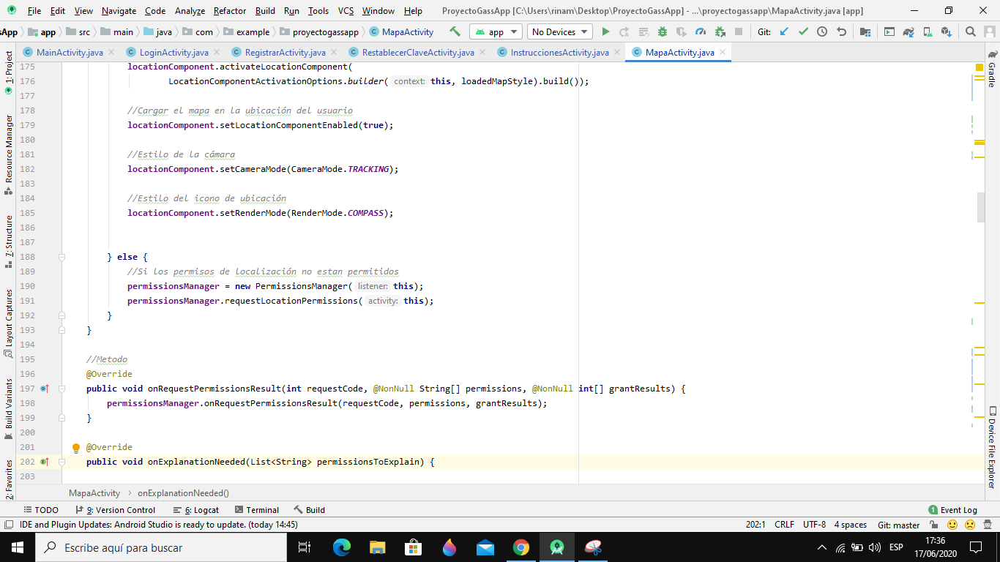 File Edit View Navigate Code Analyze Refactor Build Run Tools VCS Window Help ProyectoGassApp [C:\Users\rinam\Desktop\ProyectoGassApp] - ...\proyectogassapp\MapaActivity.java [app]
sApp app src main java com example proyectogassapp MapaActivity app No Devices Git:
MainActivity.java LoginActivity.java RegistrarActivity.java RestablecerClaveActivity.java InstruccionesActivity.java MapaActivity.java
1: Project
Resource Manager
7: Structure
Layout Captures
Build Variants
2: Favorites
175 locationComponent.activateLocationComponent(
176 LocationComponentActivationOptions.builder( context: this, loadedMapStyle).build());
177
178 //Cargar el mapa en la ubicación del usuario
179 locationComponent.setLocationComponentEnabled(true);
180
181 //Estilo de la cámara
182 locationComponent.setCameraMode(CameraMode.TRACKING);
183
184 //Estilo del icono de ubicación
185 locationComponent.setRenderMode(RenderMode.COMPASS);
186
187
188 } else {
189 //Si los permisos de localización no estan permitidos
190 permissionsManager = new PermissionsManager( listener: this);
191 permissionsManager.requestLocationPermissions( activity: this);
192 }
193 }
194
195 //Metodo
196 @Override
197 public void onRequestPermissionsResult(int requestCode, @NonNull String[] permissions, @NonNull int[] grantResults) {
198 permissionsManager.onRequestPermissionsResult(requestCode, permissions, grantResults);
199 }
200
201 @Override
202 public void onExplanationNeeded(List<String> permissionsToExplain) {
203
Gradle
Device File Explorer
MapaActivity onExplanationNeeded()
TODO 9: Version Control 6: Logcat Terminal Build 1 Event Log
IDE and Plugin Updates: Android Studio is ready to update. (today 14:45) 202:1 CRLF UTF-8 4 spaces Git: master
Escribe aquí para buscar ESP 17:36
17/06/2020